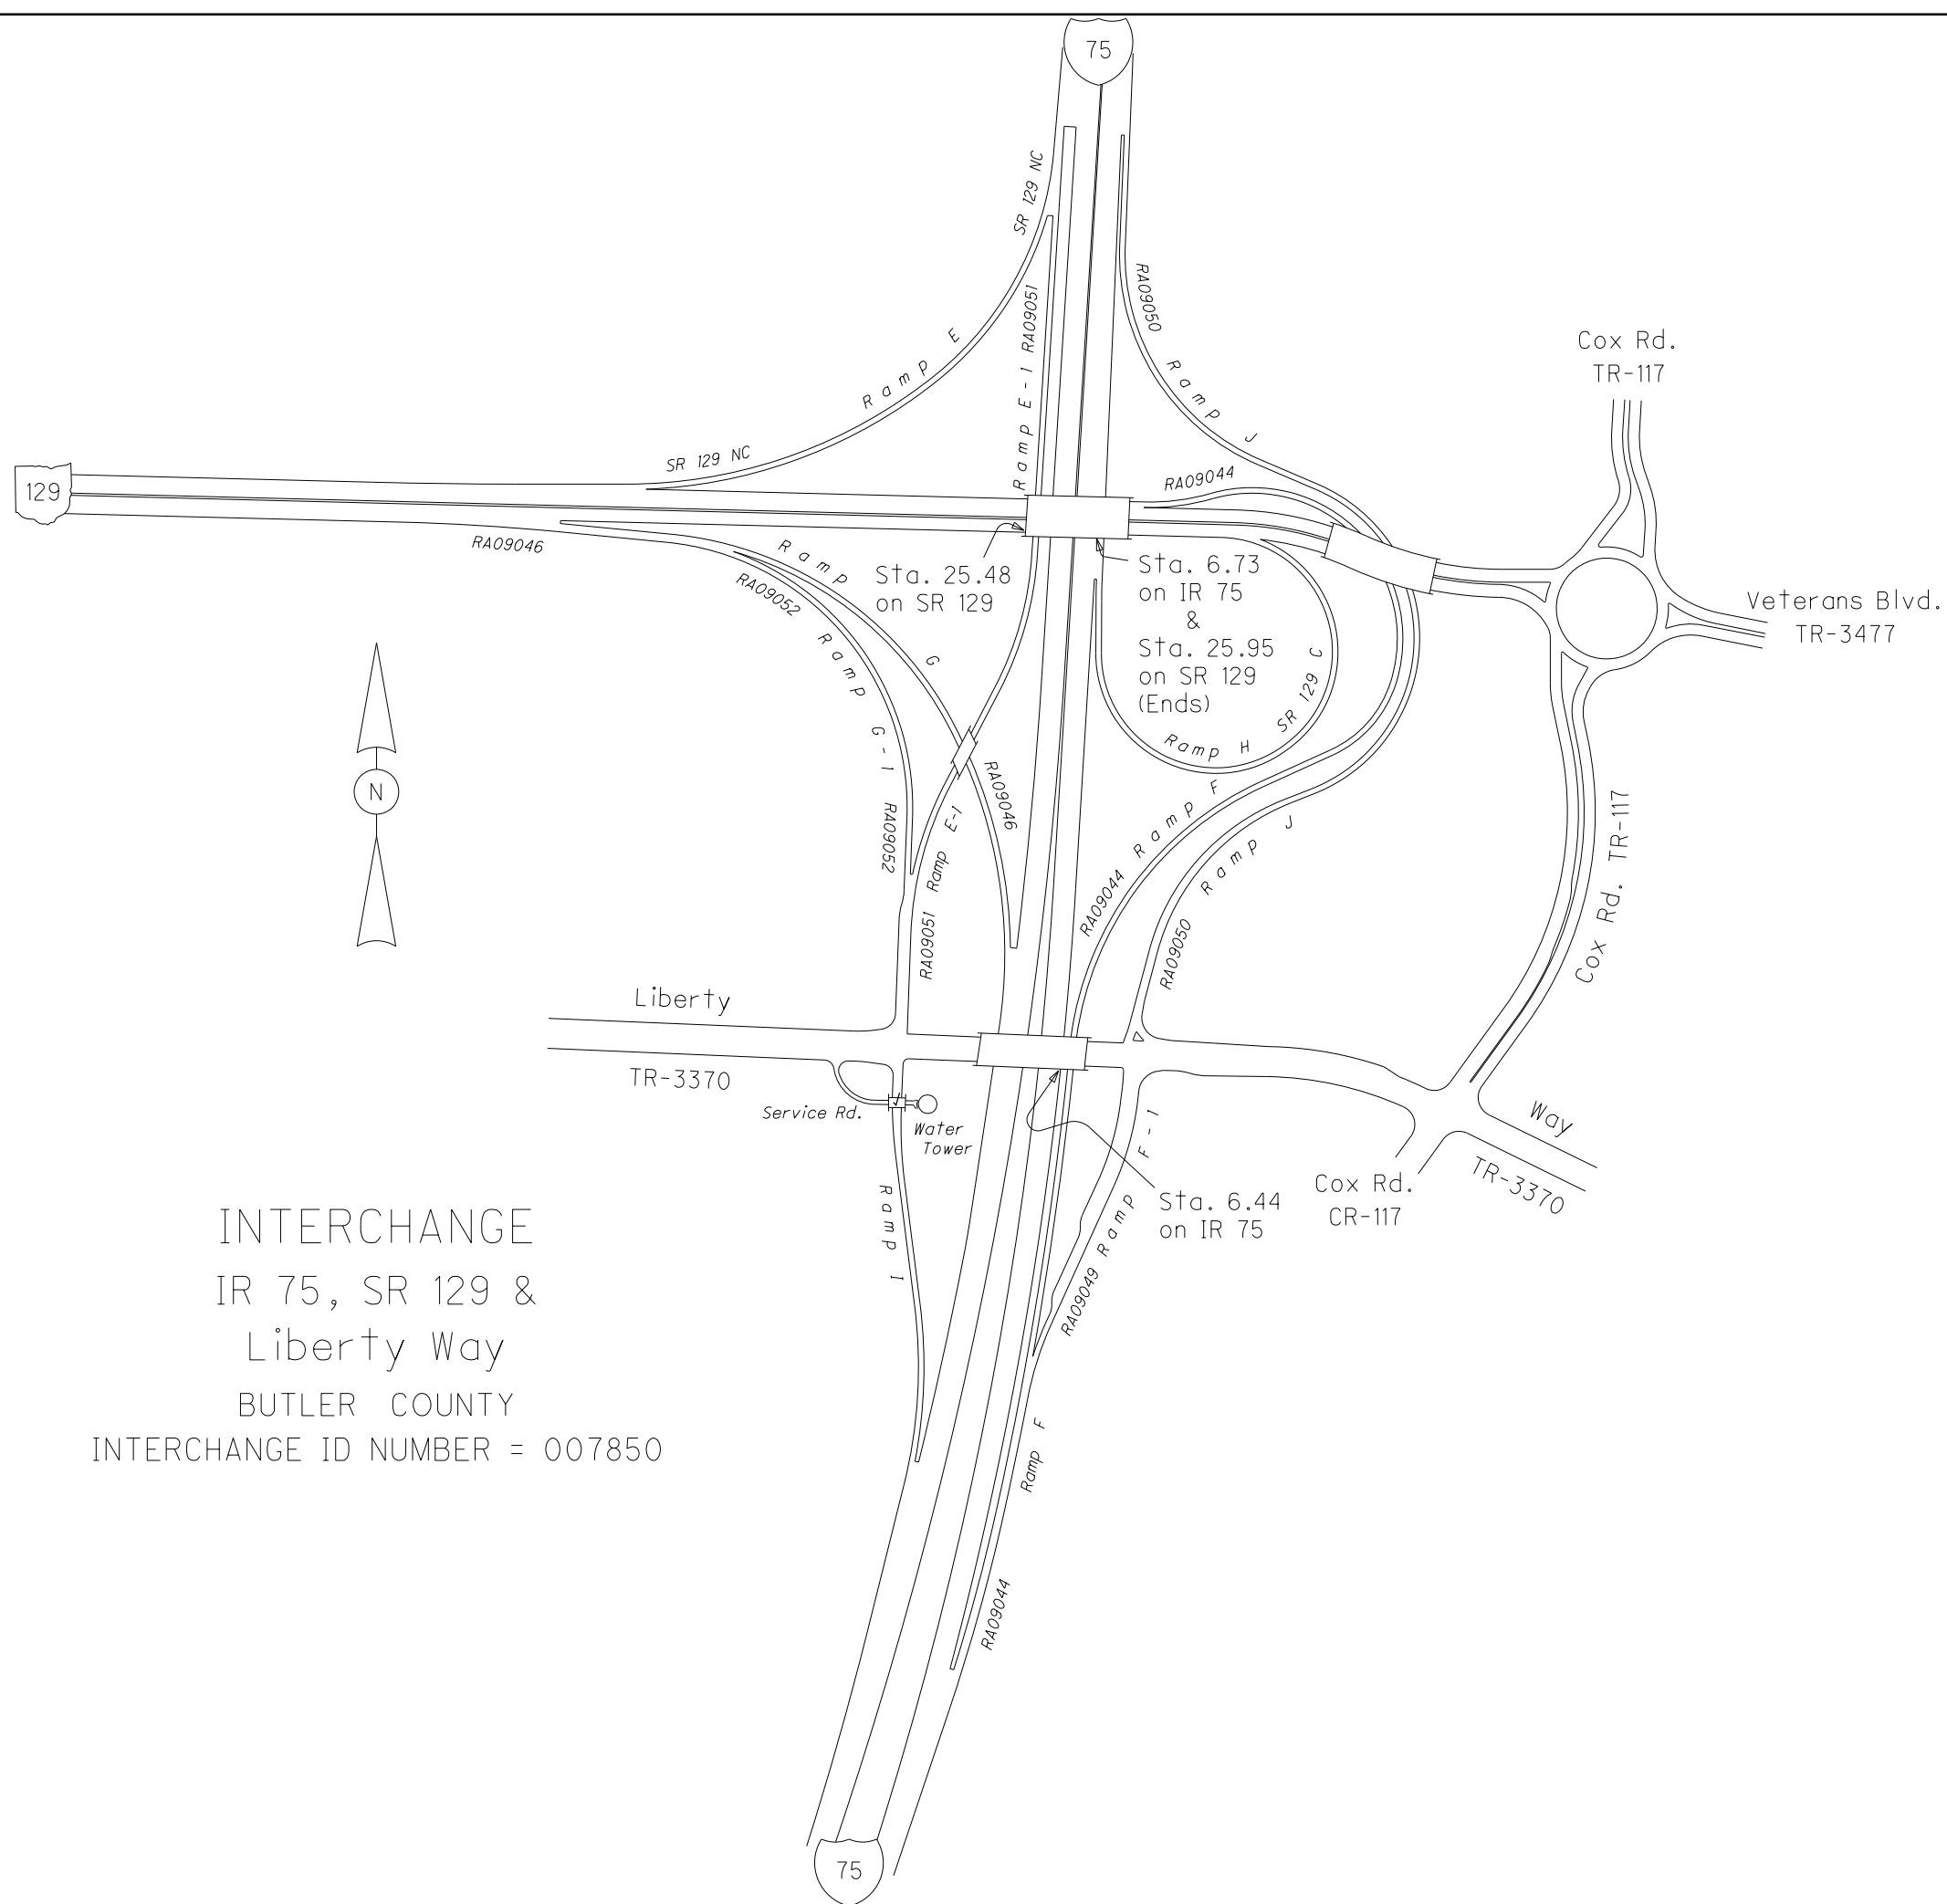 75
SR 129 NC
Ramp E
Ramp E-1 RA09051
RA09050
Ramp J
SR 129 NC
RA09044
Cox Rd.
TR-117
129
RA09046
Ramp G
RA09052
Ramp G-1 RA09052
Sta. 25.48
on SR 129
Sta. 6.73
on IR 75
&
Sta. 25.95
on SR 129
(Ends)
Veterans Blvd.
TR-3477
Ramp H SR 129 C
N
RA09046
RA09051 Ramp E-1
RA09044 Ramp F
RA09050 Ramp J
Cox Rd. TR-117
Liberty
TR-3370
Service Rd.
Water
Tower
Way
TR-3370
Cox Rd.
CR-117
Sta. 6.44
on IR 75
Ramp I
RA09049 Ramp F-1
Ramp F
RA09044
INTERCHANGE
IR 75, SR 129 &
Liberty Way
BUTLER COUNTY
INTERCHANGE ID NUMBER = 007850
75